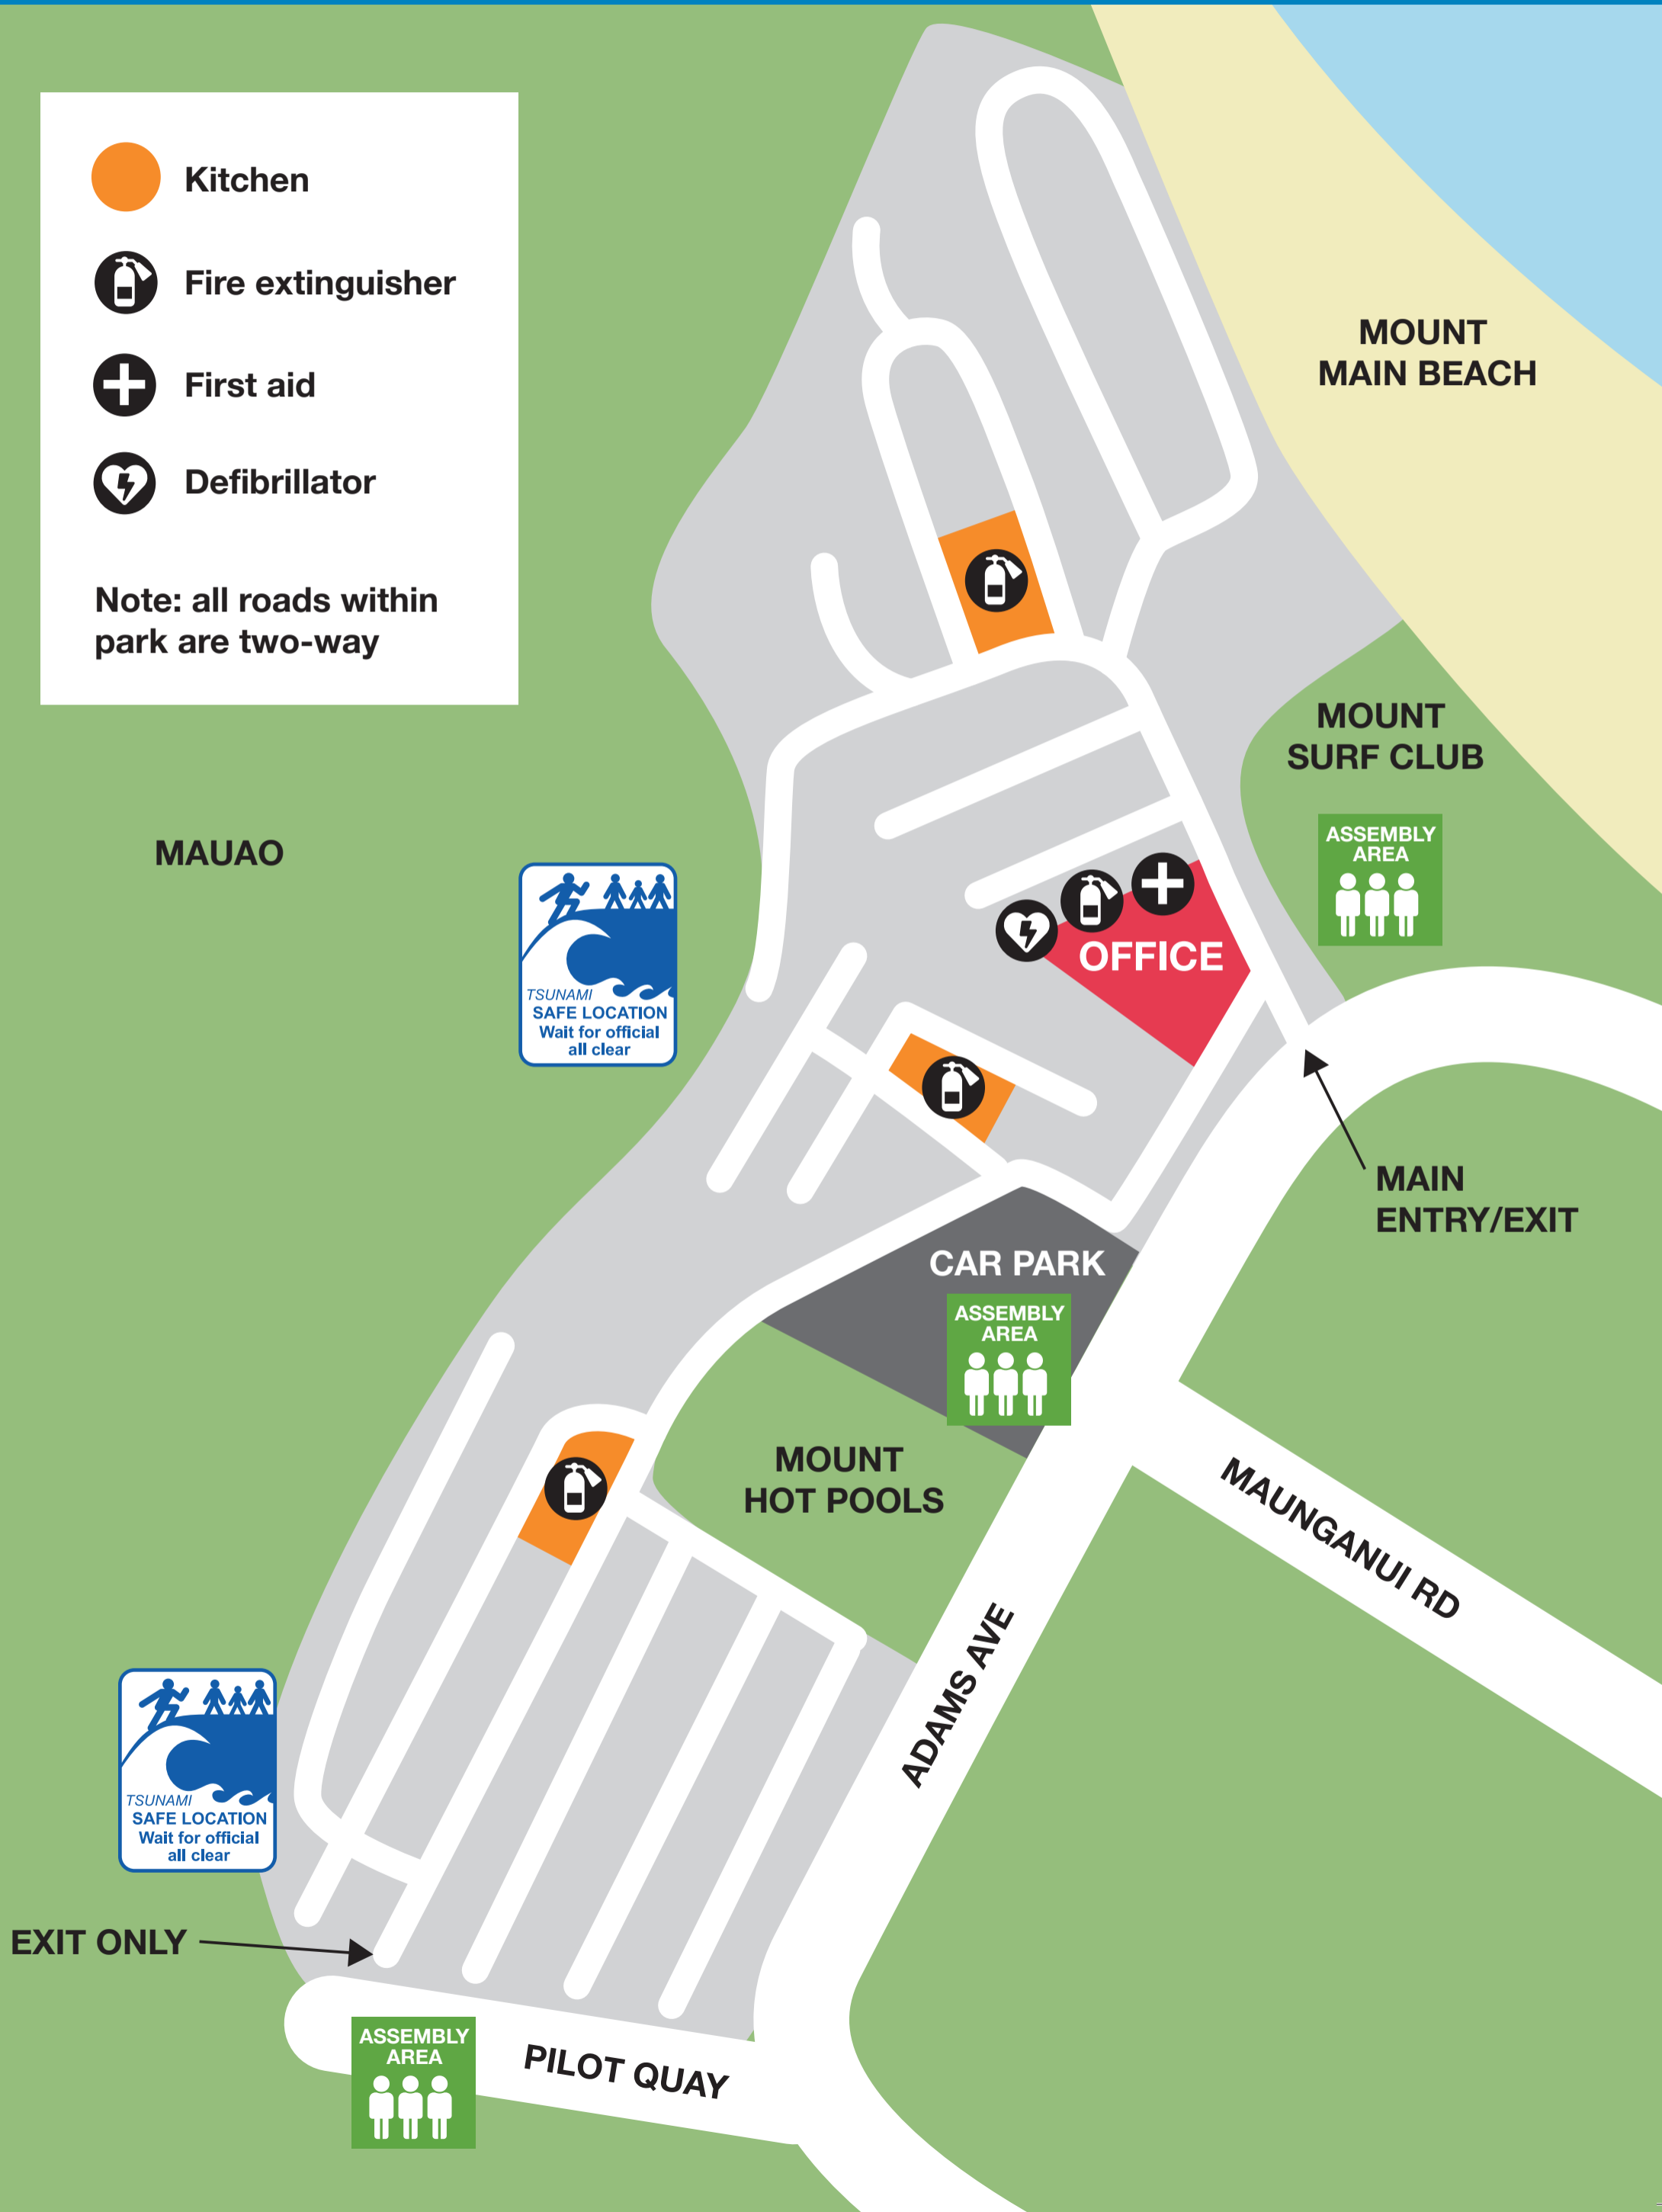 Kitchen
Fire extinguisher
First aid
Defibrillator
Note: all roads within
park are two-way
MOUNT
MAIN BEACH
MOUNT
SURF CLUB
ASSEMBLY
AREA
MAUAO
TSUNAMI
SAFE LOCATION
Wait for official
all clear
OFFICE
MAIN
ENTRY/EXIT
CAR PARK
ASSEMBLY
AREA
MOUNT
HOT POOLS
MAUNGANUI RD
ADAMS AVE
TSUNAMI
SAFE LOCATION
Wait for official
all clear
EXIT ONLY
ASSEMBLY
AREA
PILOT QUAY